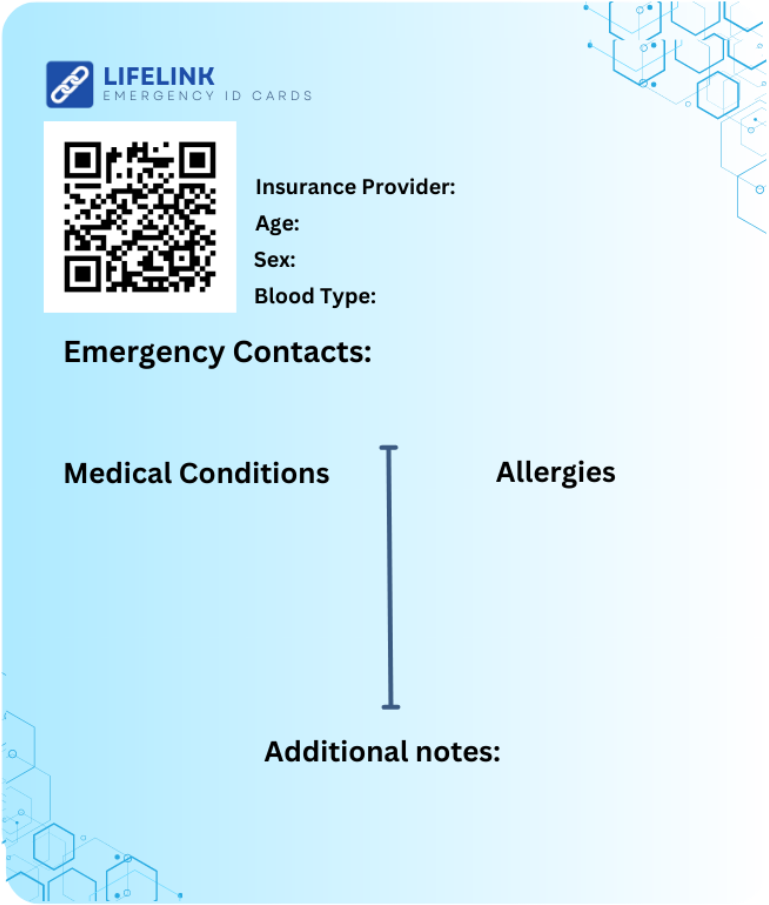 LIFELINK
EMERGENCY ID CARDS
Insurance Provider:
Age:
Sex:
Blood Type:
Emergency Contacts:
Medical Conditions
Allergies
Additional notes: